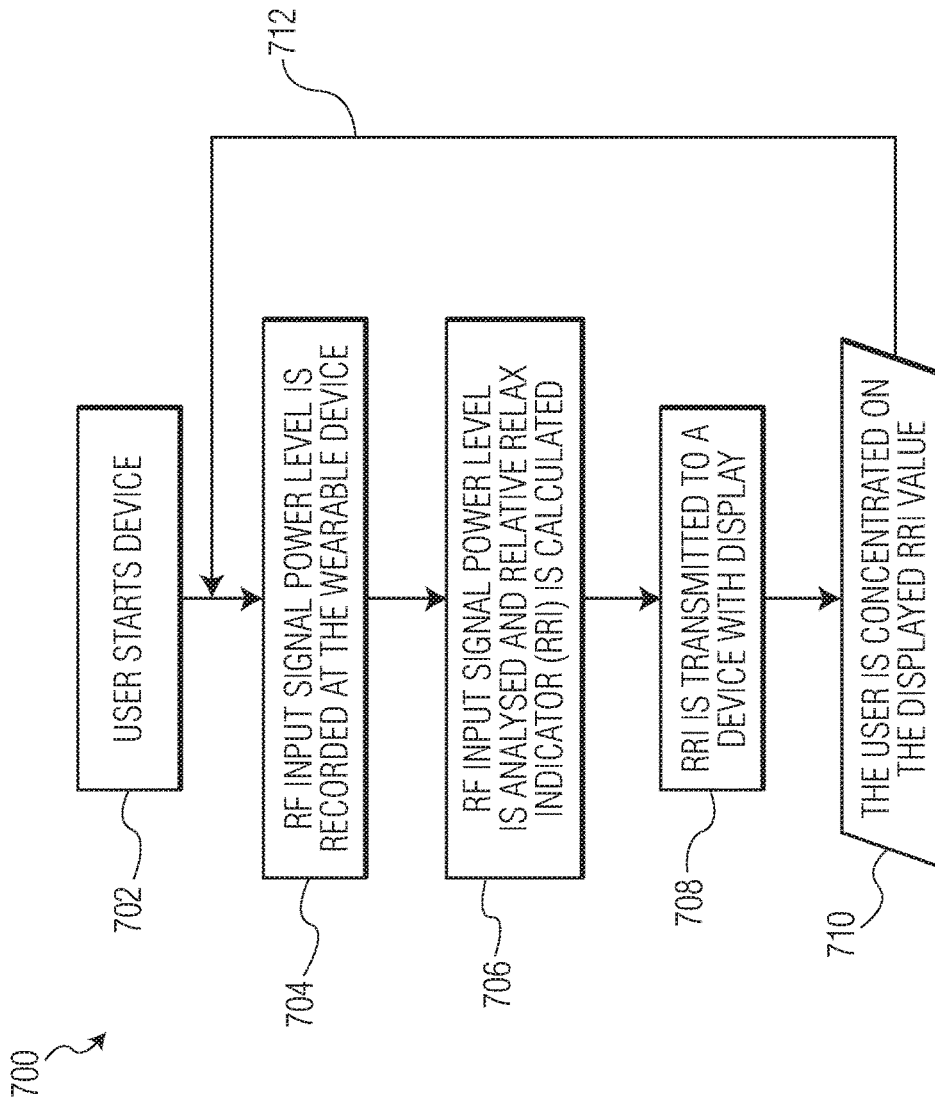 700
702
USER STARTS DEVICE
712
704
RF INPUT SIGNAL POWER LEVEL IS
RECORDED AT THE WEARABLE DEVICE
706
RF INPUT SIGNAL POWER LEVEL
IS ANALYSED AND RELATIVE RELAX
INDICATOR (RRI) IS CALCULATED
708
RRI IS TRANSMITTED TO A
DEVICE WITH DISPLAY
710
THE USER IS CONCENTRATED ON
THE DISPLAYED RRI VALUE